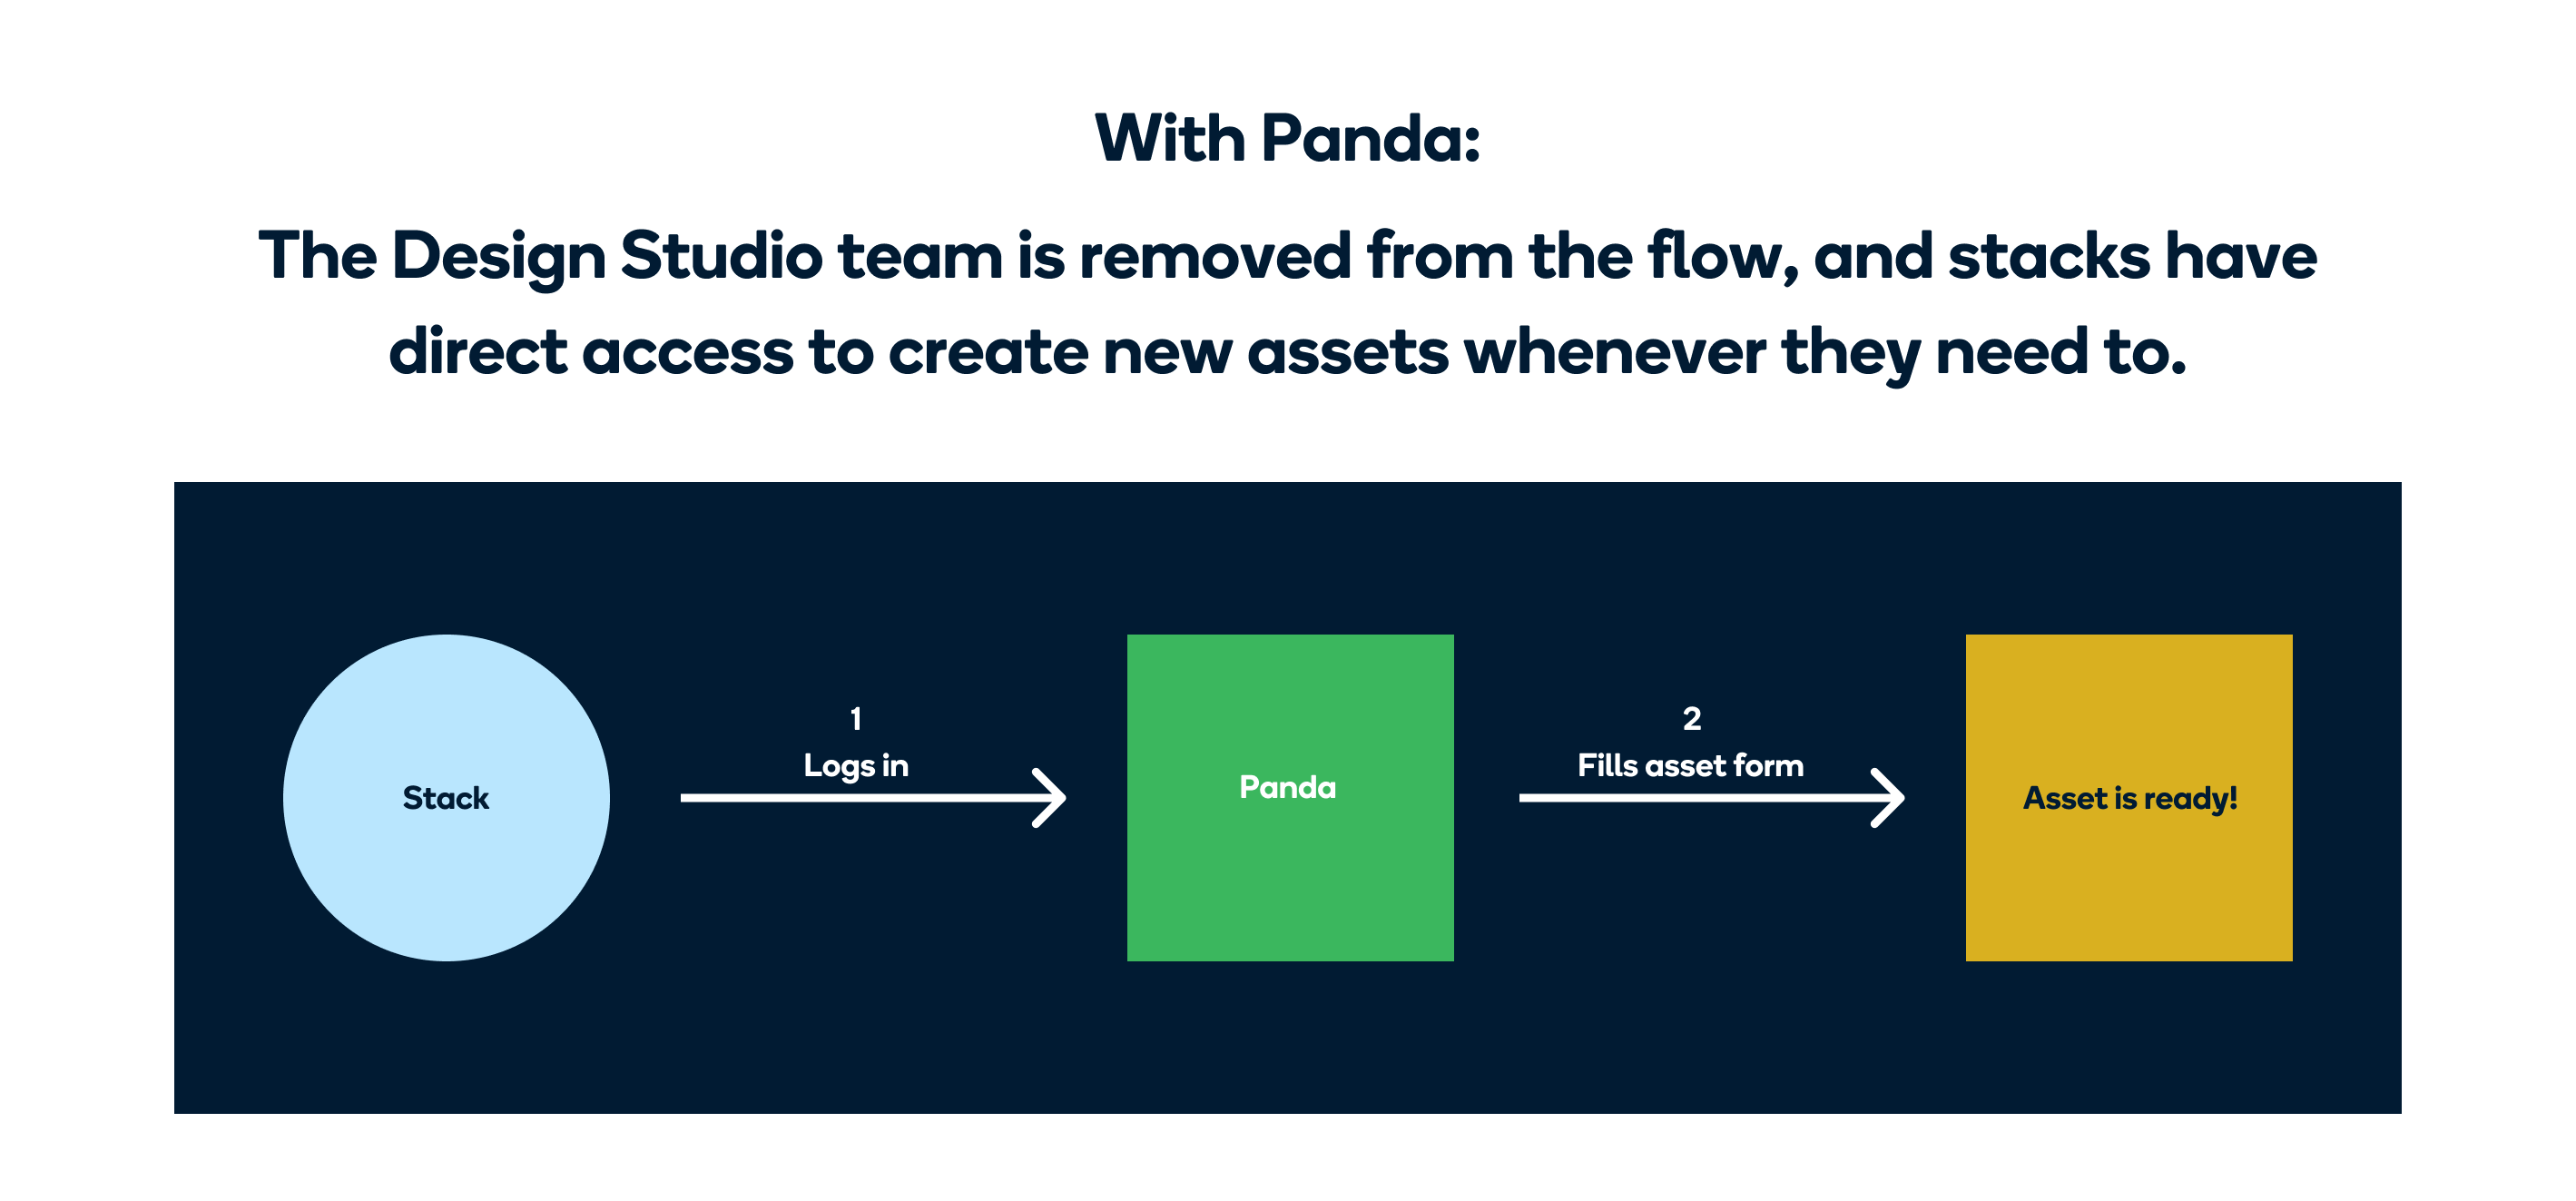 With Panda:
The Design Studio team is removed from the flow, and stacks have
direct access to create new assets whenever they need to.
Stack
1
Logs in
Panda
2
Fills asset form
Asset is ready!